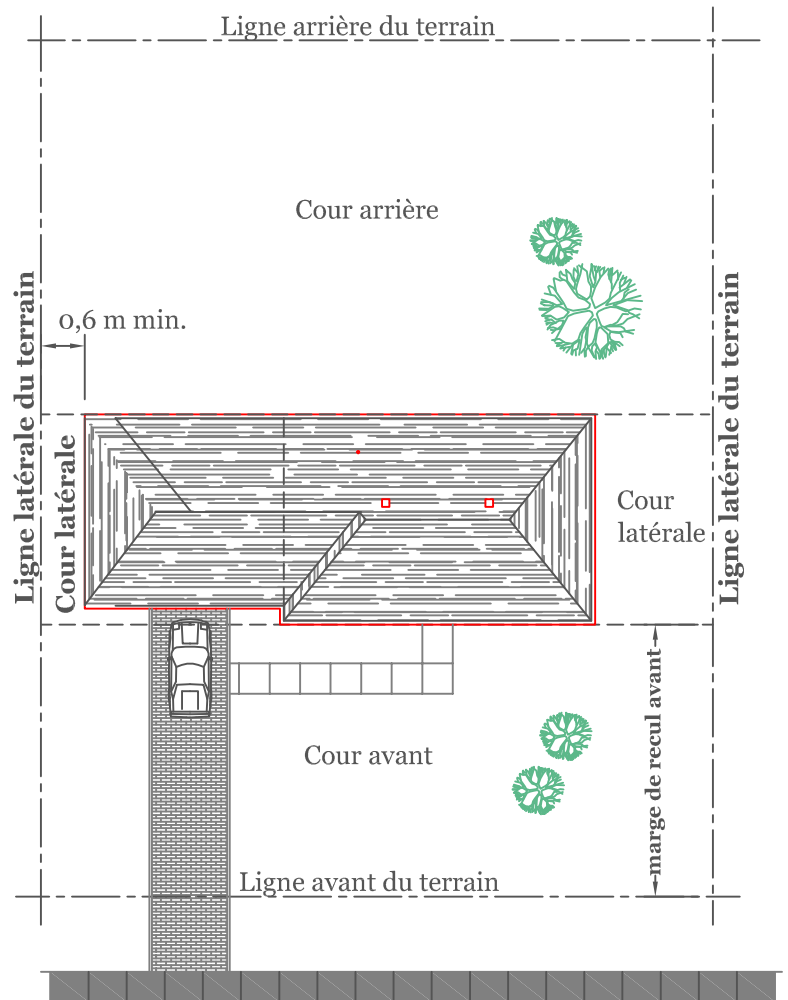 Ligne arrière du terrain
Cour arrière
0,6 m min.
Ligne latérale du terrain
Cour latérale
Cour
latérale
Ligne latérale du terrain
marge de recul avant
Cour avant
Ligne avant du terrain